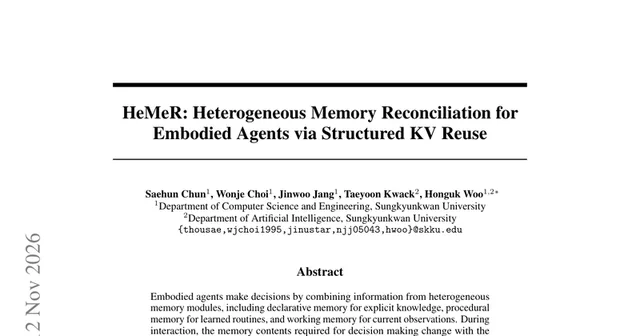 HeMeR: Heterogeneous Memory Reconciliation for
Embodied Agents via Structured KV Reuse
Saehun Chun¹, Wonje Choi¹, Jinwoo Jang¹, Taeyoon Kwack², Honguk Woo¹·²*
¹Department of Computer Science and Engineering, Sungkyunkwan University
²Department of Artificial Intelligence, Sungkyunkwan University
{thousae,wjchoi1995,jinustar,njj05043,hwoo}@skku.edu
2 Nov 2026
Abstract
Embodied agents make decisions by combining information from heterogeneous
memory modules, including declarative memory for explicit knowledge, procedural
memory for learned routines, and working memory for current observations. During
interaction, the memory contents required for decision making change with the